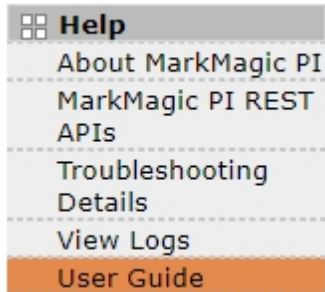 Help
About MarkMagic PI
MarkMagic PI REST
APIs
Troubleshooting
Details
View Logs
User Guide